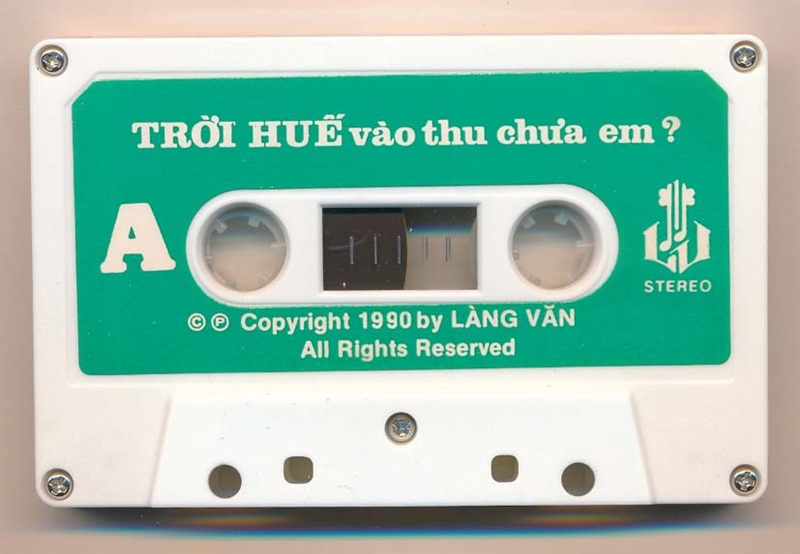 TRỜI HUẾ vào thu chưa em?
A
STEREO
© ℗ Copyright 1990 by LÀNG VĂN
All Rights Reserved